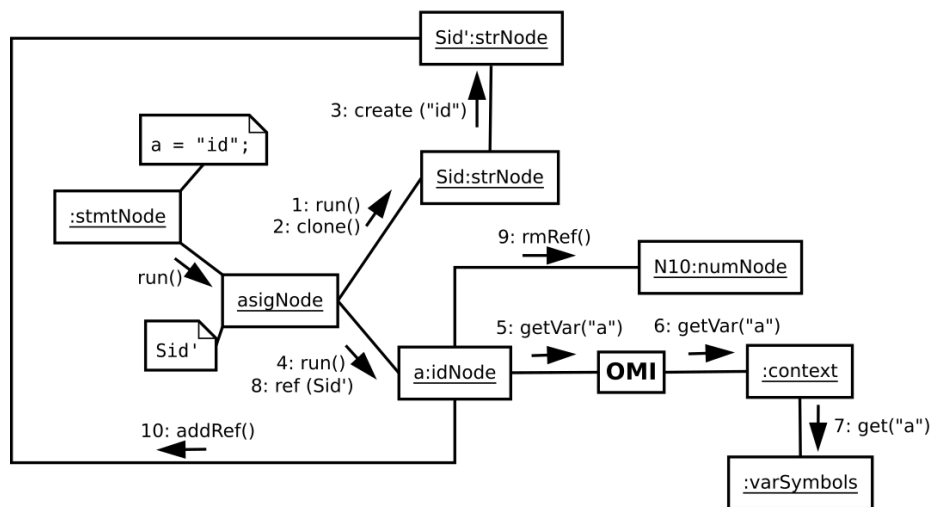 Sid':strNode
3: create ("id")
a = "id";
Sid:strNode
:stmtNode
1: run()
2: clone()
9: rmRef()
run()
N10:numNode
asigNode
Sid'
5: getVar("a")
6: getVar("a")
4: run()
8: ref (Sid')
a:idNode
OMI
:context
10: addRef()
7: get("a")
:varSymbols